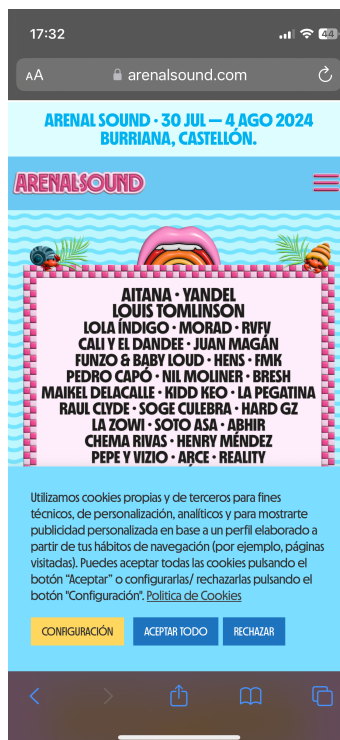 17:32
44
AA
arenalsound.com
ARENAL SOUND · 30 JUL — 4 AGO 2024
BURRIANA, CASTELLÓN.
ARENALSOUND
AITANA · YANDEL
LOUIS TOMLINSON
LOLA ÍNDIGO · MORAD · RVFV
CALI Y EL DANDEE · JUAN MAGÁN
FUNZO & BABY LOUD · HENS · FMK
PEDRO CAPÓ · NIL MOLINER · BRESH
MAIKEL DELACALLE · KIDD KEO · LA PEGATINA
RAUL CLYDE · SOGE CULEBRA · HARD GZ
LA ZOWI · SOTO ASA · ABHIR
CHEMA RIVAS · HENRY MÉNDEZ
PEPE Y VIZIO · ARCE · REALITY
Utilizamos cookies propias y de terceros para fines
técnicos, de personalización, analíticos y para mostrarte
publicidad personalizada en base a un perfil elaborado a
partir de tus hábitos de navegación (por ejemplo, páginas
visitadas). Puedes aceptar todas las cookies pulsando el
botón “Aceptar” o configurarlas/ rechazarlas pulsando el
botón "Configuración". Politica de Cookies
CONFIGURACIÓN
ACEPTAR TODO
RECHAZAR